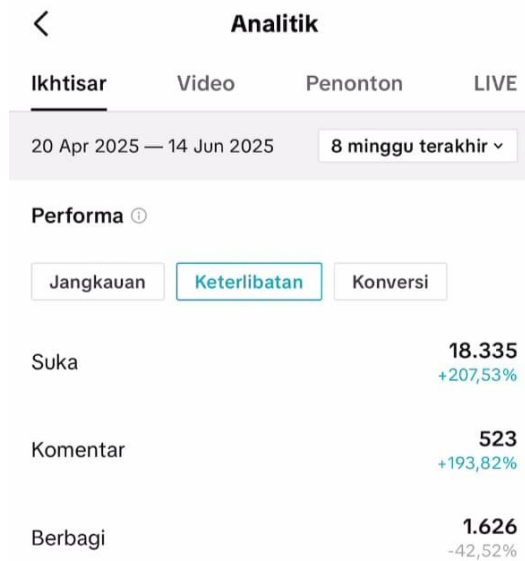 Analitik
Ikhtisar Video Penonton LIVE
20 Apr 2025 — 14 Jun 2025 8 minggu terakhir
Performa
Jangkauan Keterlibatan Konversi
Suka 18.335
+207,53%
Komentar 523
+193,82%
Berbagi 1.626
-42,52%